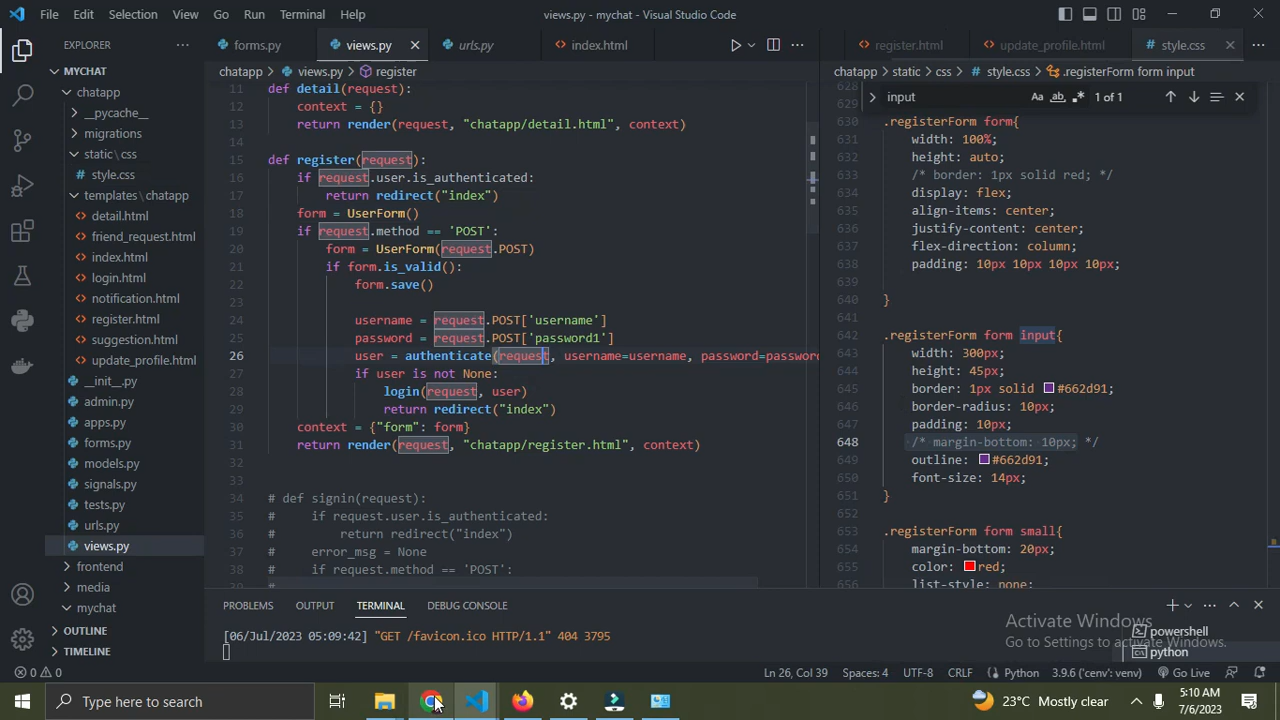 File Edit Selection View Go Run Terminal Help
views.py - mychat - Visual Studio Code
EXPLORER
MYCHAT
chatapp
__pycache__
migrations
static\css
style.css
templates\chatapp
detail.html
friend_request.html
index.html
login.html
notification.html
register.html
suggestion.html
update_profile.html
__init__.py
admin.py
apps.py
forms.py
models.py
signals.py
tests.py
urls.py
views.py
frontend
media
mychat
OUTLINE
TIMELINE
forms.py views.py urls.py index.html
chatapp > views.py > register
11 def detail(request):
12 context = {}
13 return render(request, "chatapp/detail.html", context)
14
15 def register(request):
16 if request.user.is_authenticated:
17 return redirect("index")
18 form = UserForm()
19 if request.method == 'POST':
20 form = UserForm(request.POST)
21 if form.is_valid():
22 form.save()
23
24 username = request.POST['username']
25 password = request.POST['password1']
26 user = authenticate(request, username=username, password=password
27 if user is not None:
28 login(request, user)
29 return redirect("index")
30 context = {"form": form}
31 return render(request, "chatapp/register.html", context)
32
33
34 # def signin(request):
35 # if request.user.is_authenticated:
36 # return redirect("index")
37 # error_msg = None
38 # if request.method == 'POST':
39 #
register.html update_profile.html style.css
chatapp > static > css > style.css > .registerForm form input
input Aa ab 1 of 1
628
630 .registerForm form{
631 width: 100%;
632 height: auto;
633 /* border: 1px solid red; */
634 display: flex;
635 align-items: center;
636 justify-content: center;
637 flex-direction: column;
638 padding: 10px 10px 10px 10px;
639
640 }
641
642 .registerForm form input{
643 width: 300px;
644 height: 45px;
645 border: 1px solid #662d91;
646 border-radius: 10px;
647 padding: 10px;
648 /* margin-bottom: 10px; */
649 outline: #662d91;
650 font-size: 14px;
651 }
652
653 .registerForm form small{
654 margin-bottom: 20px;
655 color: red;
656 list-style: none;
PROBLEMS OUTPUT TERMINAL DEBUG CONSOLE
[06/Jul/2023 05:09:42] "GET /favicon.ico HTTP/1.1" 404 3795
powershell
python
Activate Windows
Go to Settings to activate Windows.
0 0 Ln 26, Col 39 Spaces: 4 UTF-8 CRLF Python 3.9.6 ('cenv': venv) Go Live
Type here to search 23°C Mostly clear 5:10 AM
7/6/2023